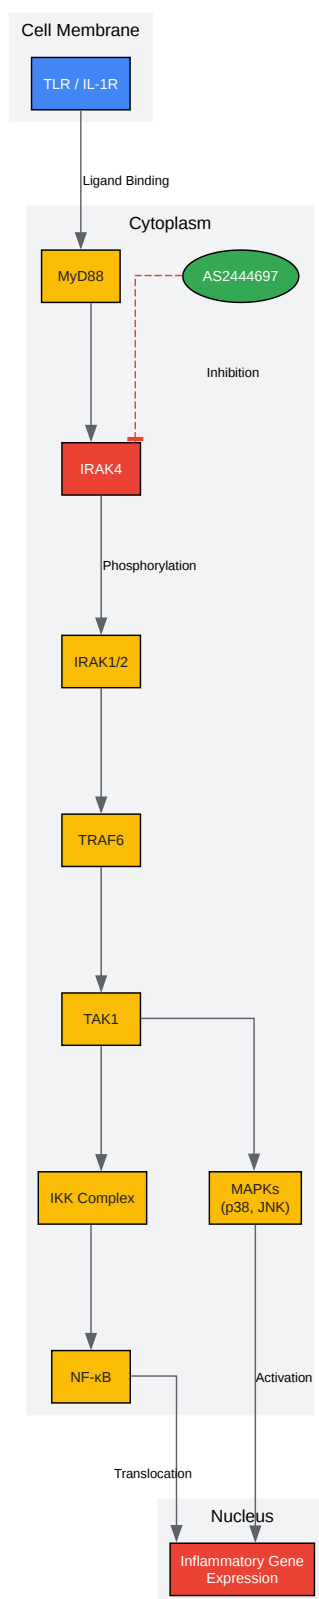 Cell Membrane
TLR / IL-1R
Ligand Binding
Cytoplasm
MyD88
AS2444697
Inhibition
IRAK4
Phosphorylation
IRAK1/2
TRAF6
TAK1
IKK Complex
MAPKs
(p38, JNK)
NF-κB
Activation
Translocation
Nucleus
Inflammatory Gene
Expression